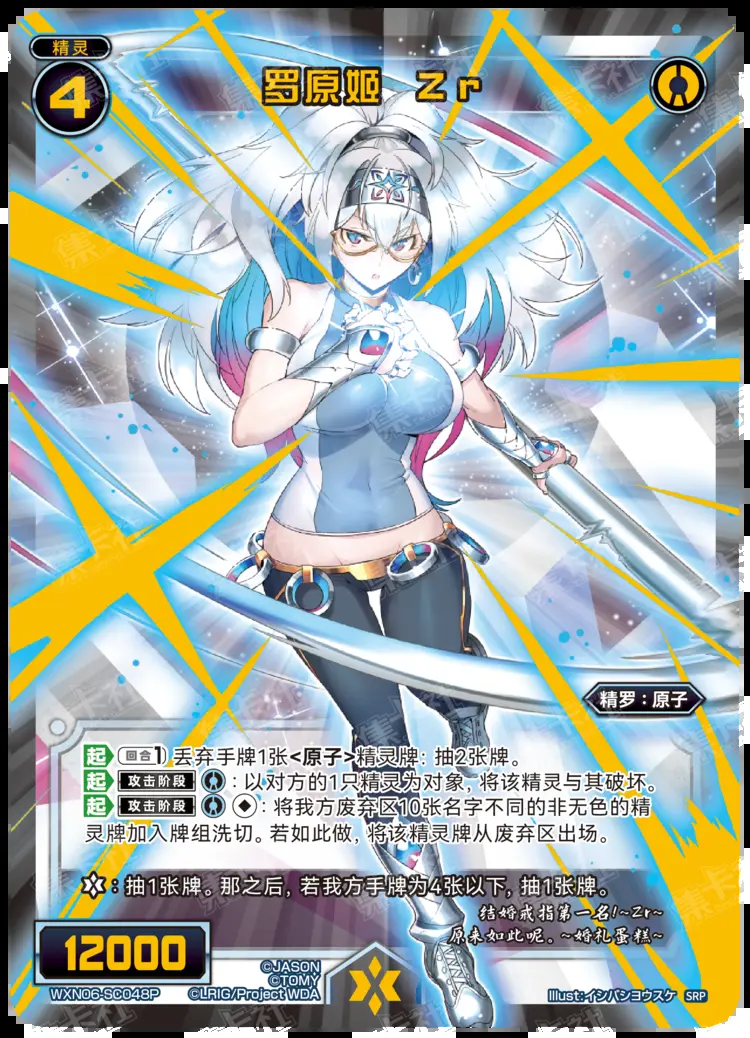 精灵
4
罗原姬 Zr
精罗:原子
起 回合1 丢弃手牌1张<原子>精灵牌: 抽2张牌。
起 攻击阶段 : 以对方的1只精灵为对象, 将该精灵与其破坏。
起 攻击阶段 : 将我方废弃区10张名字不同的非无色的精
灵牌加入牌组洗切。若如此做, 将该精灵牌从废弃区出场。
: 抽1张牌。那之后, 若我方手牌为4张以下, 抽1张牌。
结婚戒指第一名!~Zr~
原来如此呢。~婚礼蛋糕~
12000
©JASON
©TOMY
WXN06-SC048P ©LRIG/Project WDA
Illust:イシバシヨウスケ SRP
集卡社